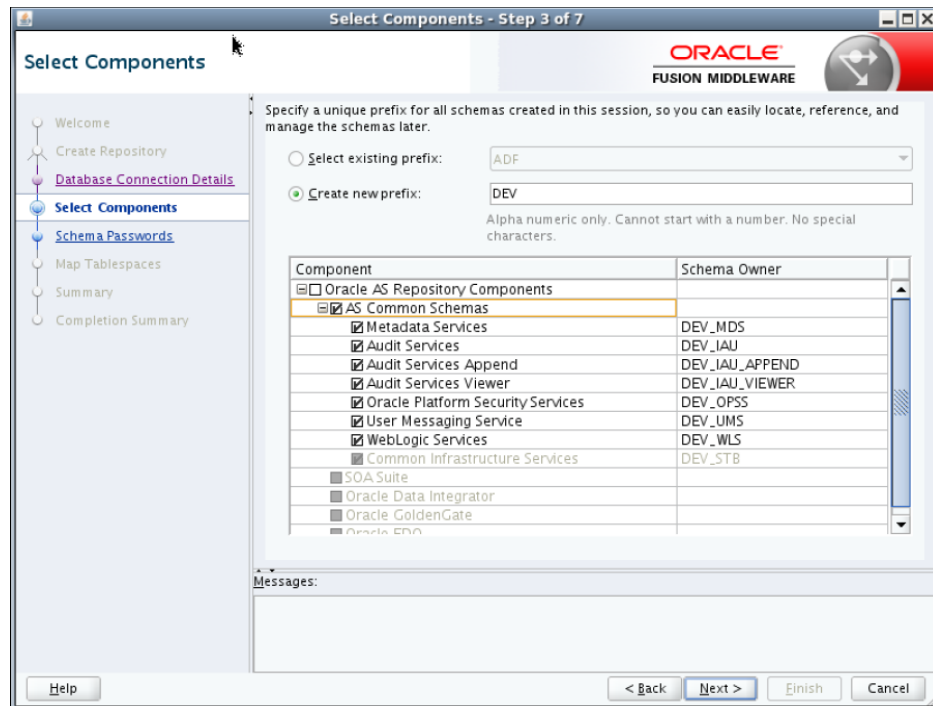 Select Components - Step 3 of 7
Select Components
ORACLE
FUSION MIDDLEWARE
Welcome
Create Repository
Database Connection Details
Select Components
Schema Passwords
Map Tablespaces
Summary
Completion Summary
Specify a unique prefix for all schemas created in this session, so you can easily locate, reference, and
manage the schemas later.
Select existing prefix: ADF
Create new prefix: DEV
Alpha numeric only. Cannot start with a number. No special
characters.
Component Schema Owner
Oracle AS Repository Components
AS Common Schemas
Metadata Services DEV_MDS
Audit Services DEV_IAU
Audit Services Append DEV_IAU_APPEND
Audit Services Viewer DEV_IAU_VIEWER
Oracle Platform Security Services DEV_OPSS
User Messaging Service DEV_UMS
WebLogic Services DEV_WLS
Common Infrastructure Services DEV_STB
SOA Suite
Oracle Data Integrator
Oracle GoldenGate
Oracle EDQ
Messages:
Help < Back Next > Finish Cancel